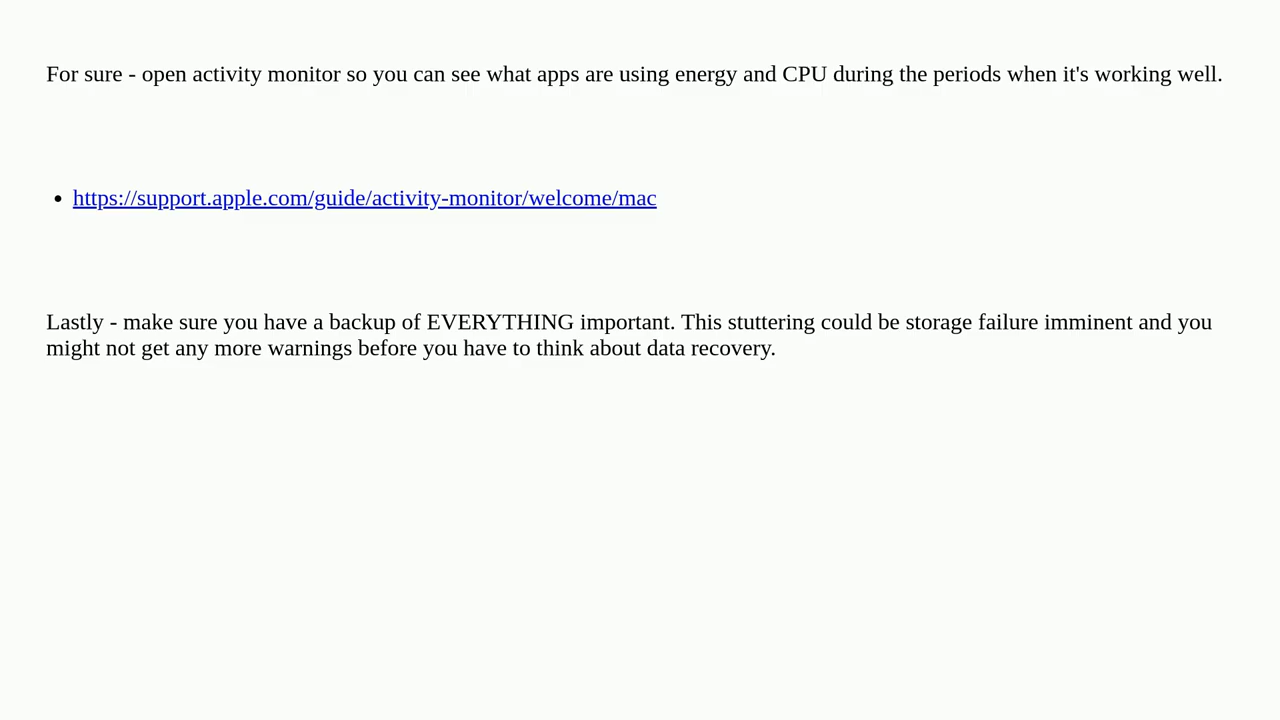 For sure - open activity monitor so you can see what apps are using energy and CPU during the periods when it's working well.
• https://support.apple.com/guide/activity-monitor/welcome/mac
Lastly - make sure you have a backup of EVERYTHING important. This stuttering could be storage failure imminent and you
might not get any more warnings before you have to think about data recovery.